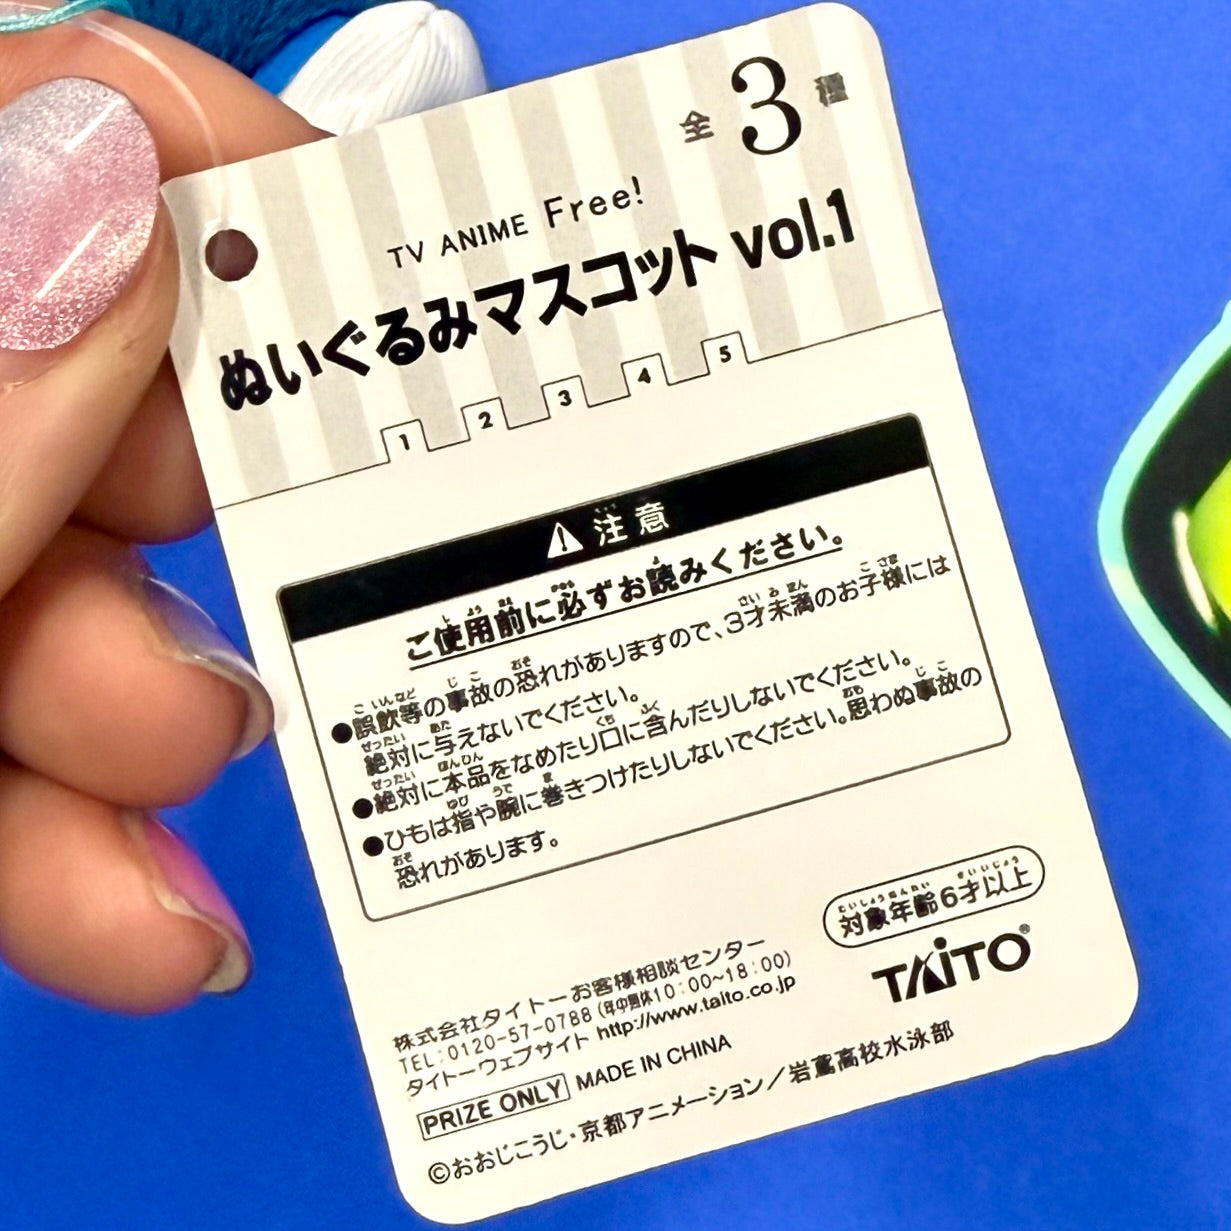 全3種
TV ANIME Free!
ぬいぐるみマスコット vol.1
1 2 3 4 5
注意
ご使用前に必ずお読みください。
●誤飲等の事故の恐れがありますので、3才未満のお子様には
絶対に与えないでください。
●絶対に本品をなめたり口に含んだりしないでください。
●ひもは指や腕に巻きつけたりしないでください。思わぬ事故の
恐れがあります。
対象年齢6才以上
TAITO®
株式会社タイトーお客様相談センター
TEL:0120-57-0788(年中無休10:00~18:00)
タイトーウェブサイト http://www.taito.co.jp
PRIZE ONLY MADE IN CHINA
©おおじこうじ・京都アニメーション/岩鳶高校水泳部